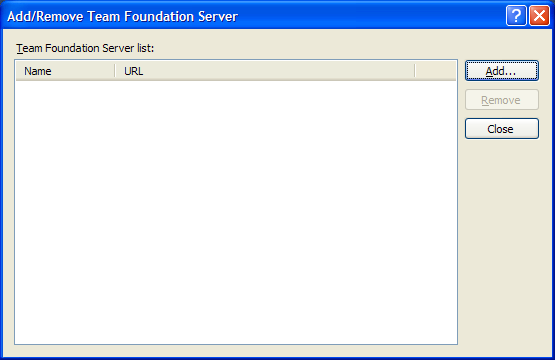 Add/Remove Team Foundation Server
Team Foundation Server list:
Name URL
Add...
Remove
Close